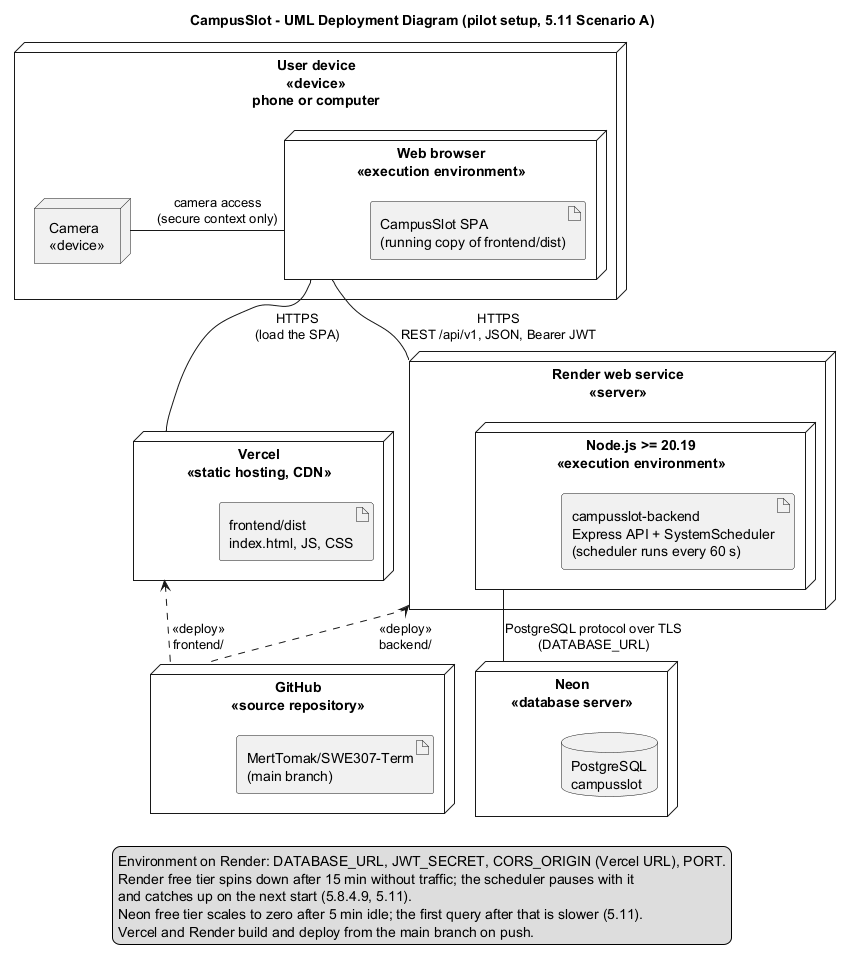 CampusSlot - UML Deployment Diagram (pilot setup, 5.11 Scenario A)
User device
«device»
phone or computer
Web browser
«execution environment»
CampusSlot SPA
(running copy of frontend/dist)
camera access
(secure context only)
Camera
«device»
HTTPS
(load the SPA)
HTTPS
REST /api/v1, JSON, Bearer JWT
Render web service
«server»
Node.js >= 20.19
«execution environment»
campusslot-backend
Express API + SystemScheduler
(scheduler runs every 60 s)
Vercel
«static hosting, CDN»
frontend/dist
index.html, JS, CSS
«deploy»
frontend/
«deploy»
backend/
PostgreSQL protocol over TLS
(DATABASE_URL)
GitHub
«source repository»
MertTomak/SWE307-Term
(main branch)
Neon
«database server»
PostgreSQL
campusslot
Environment on Render: DATABASE_URL, JWT_SECRET, CORS_ORIGIN (Vercel URL), PORT.
Render free tier spins down after 15 min without traffic; the scheduler pauses with it
and catches up on the next start (5.8.4.9, 5.11).
Neon free tier scales to zero after 5 min idle; the first query after that is slower (5.11).
Vercel and Render build and deploy from the main branch on push.